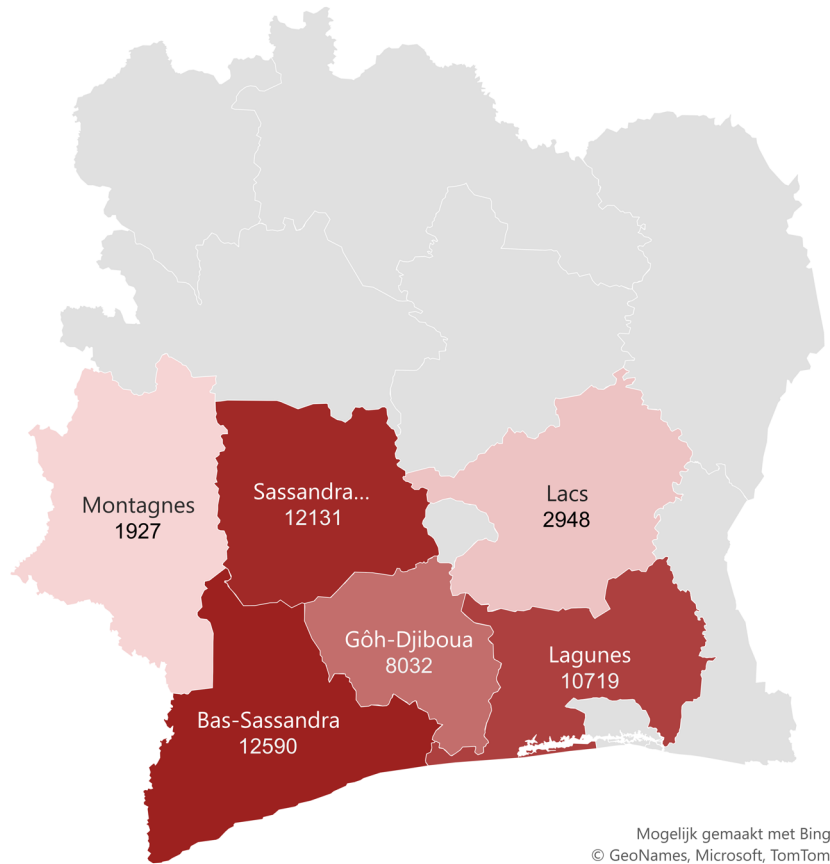 Montagnes
1927
Sassandra...
12131
Lacs
2948
Gôh-Djiboua
8032
Lagunes
10719
Bas-Sassandra
12590
Mogelijk gemaakt met Bing
© GeoNames, Microsoft, TomTom